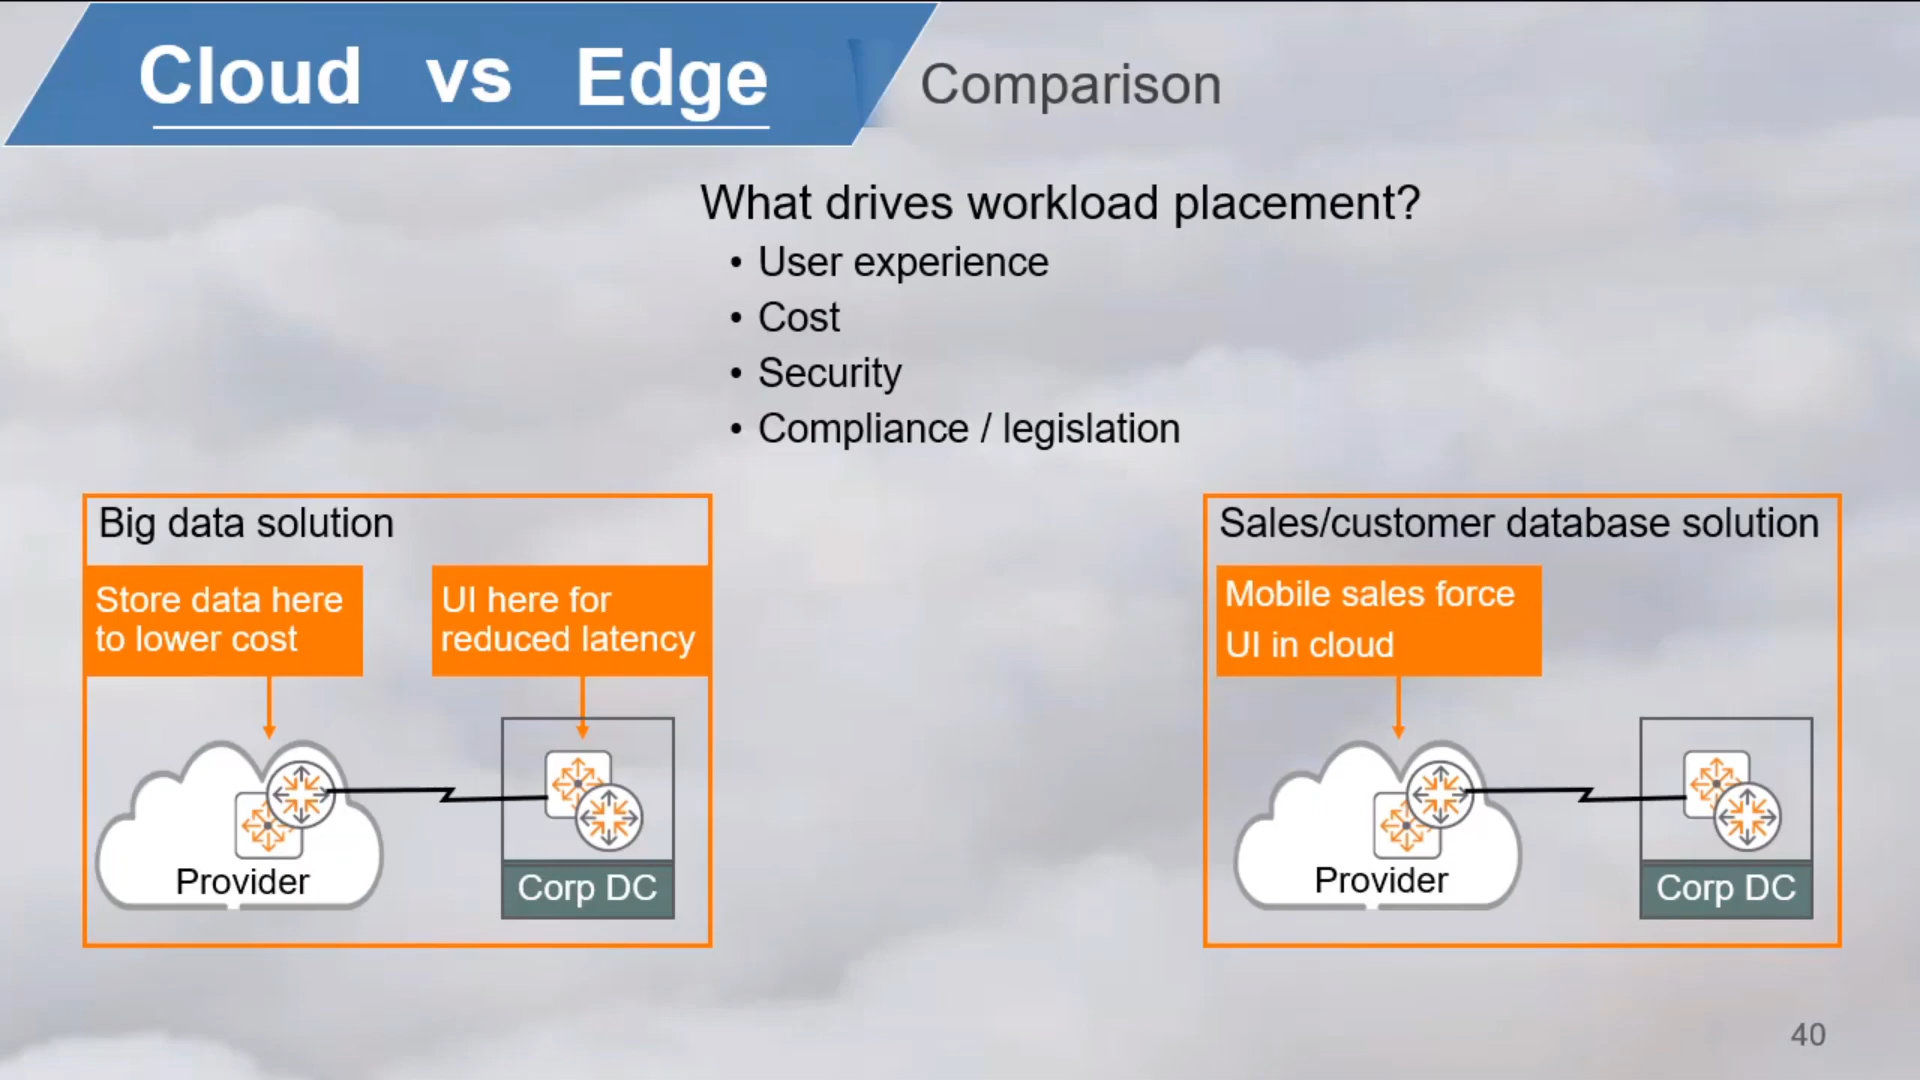 Cloud vs Edge
Comparison
What drives workload placement?
• User experience
• Cost
• Security
• Compliance / legislation
Big data solution
Store data here
to lower cost
UI here for
reduced latency
Provider
Corp DC
Sales/customer database solution
Mobile sales force
UI in cloud
Provider
Corp DC
40